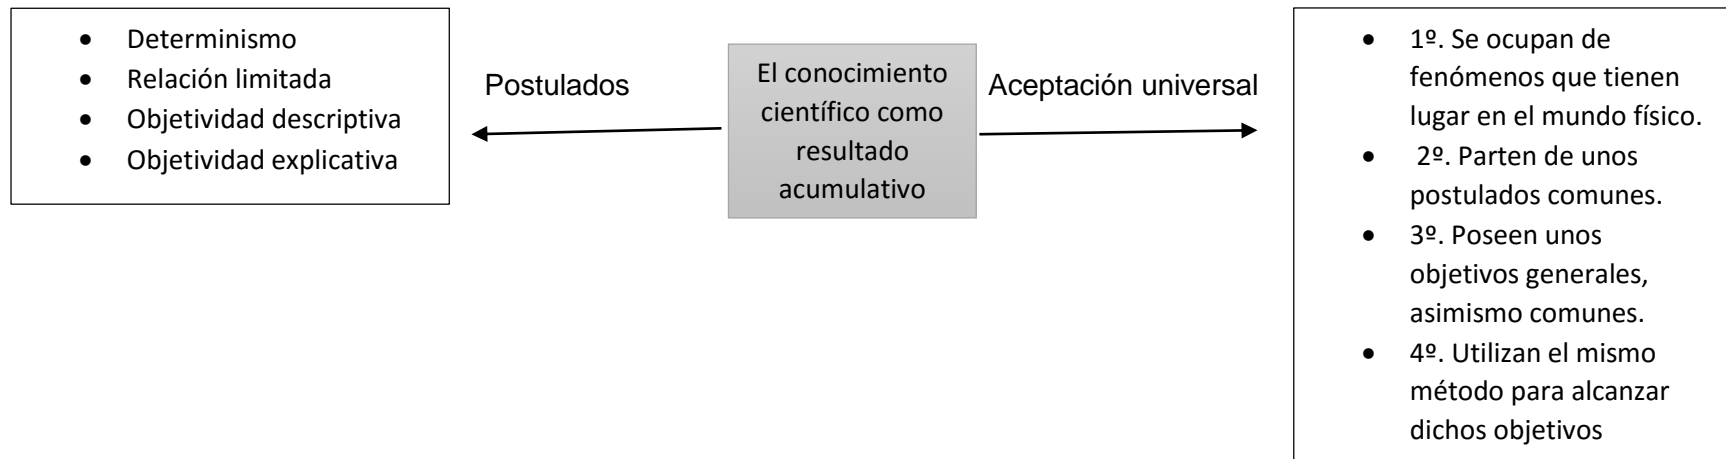 • Determinismo
• Relación limitada
• Objetividad descriptiva
• Objetividad explicativa
Postulados
El conocimiento
científico como
resultado
acumulativo
Aceptación universal
• 1º. Se ocupan de
fenómenos que tienen
lugar en el mundo físico.
• 2º. Parten de unos
postulados comunes.
• 3º. Poseen unos
objetivos generales,
asimismo comunes.
• 4º. Utilizan el mismo
método para alcanzar
dichos objetivos